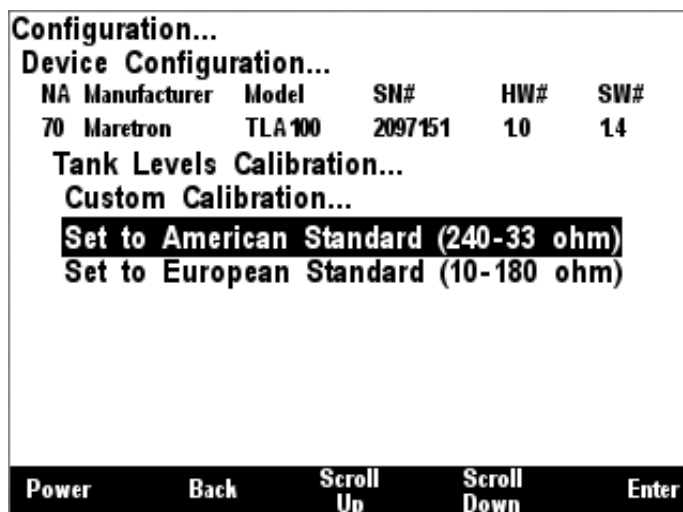 Configuration...
Device Configuration...
NA Manufacturer Model SN# HW# SW#
70 Maretron TLA100 2097151 1.0 1.4
Tank Levels Calibration...
Custom Calibration...
Set to American Standard (240-33 ohm)
Set to European Standard (10-180 ohm)
Power Back Scroll Up Scroll Down Enter